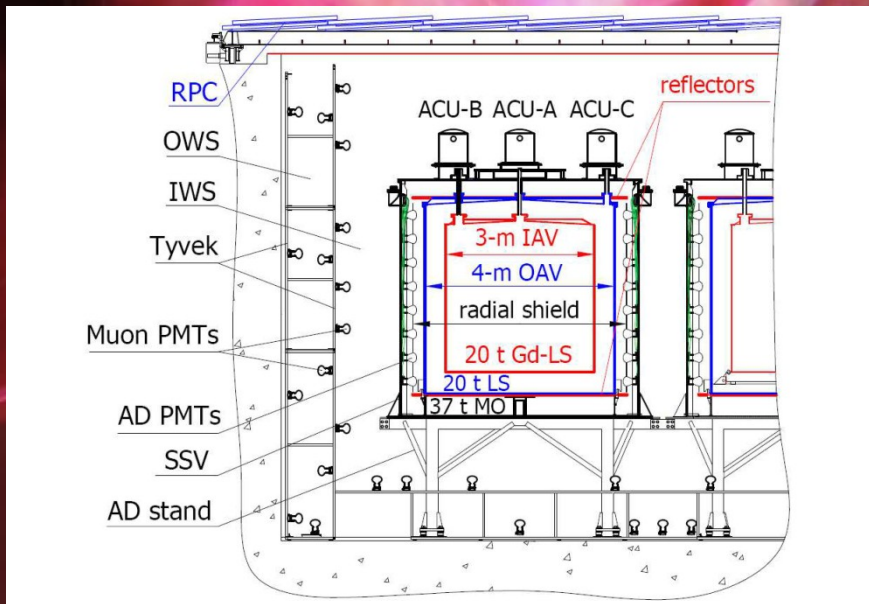 RPC
OWS
IWS
Tyvek
Muon PMTs
AD PMTs
SSV
AD stand
ACU-B ACU-A ACU-C
reflectors
3-m IAV
4-m OAV
radial shield
20 t Gd-LS
20 t LS
37 t MO